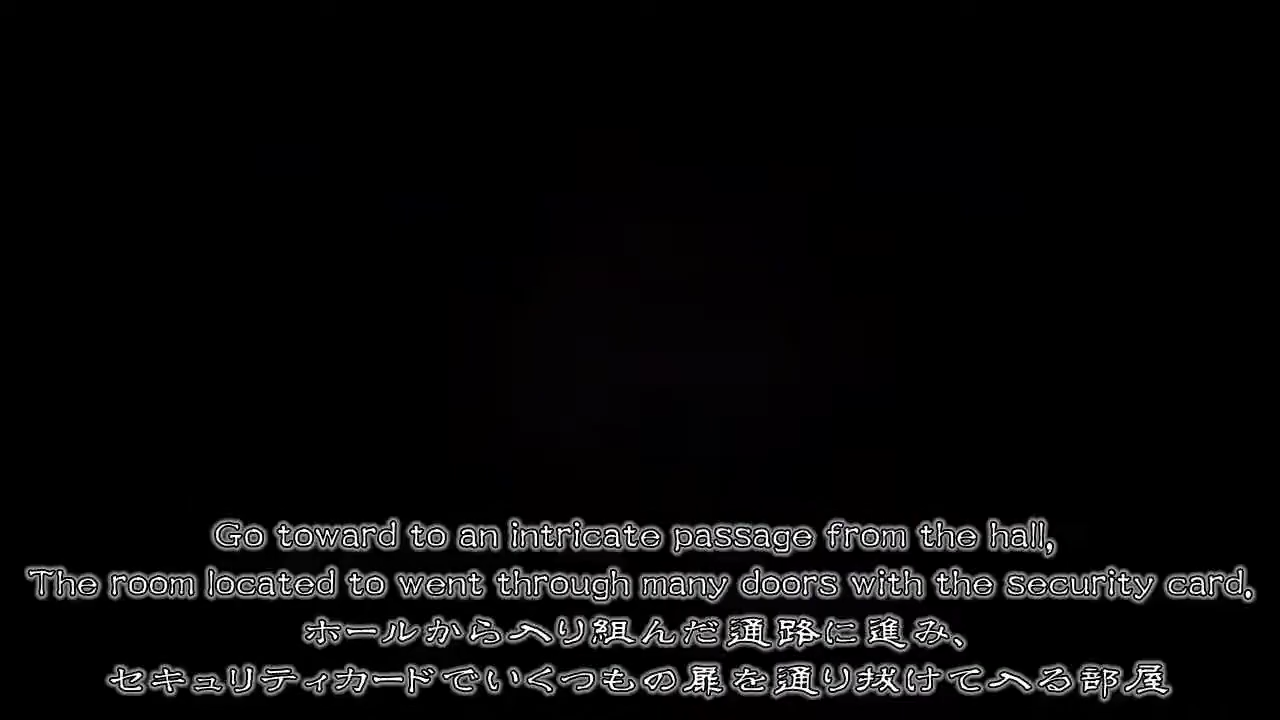 Go toward to an intricate passage from the hall,
The room located to went through many doors with the security card.
ホールから入り組んだ通路に進み、
セキュリティカードでいくつもの扉を通り抜けて入る部屋